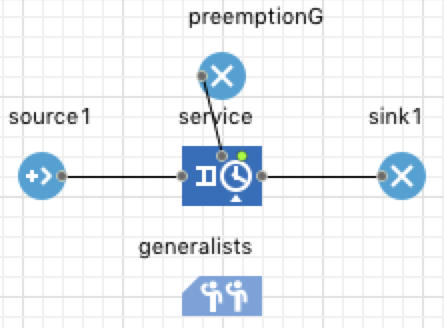 preemptionG
source1
service
sink1
generalists